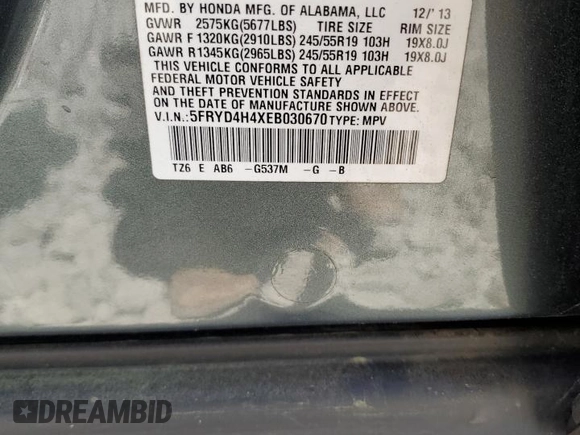 MFD. BY HONDA MFG. OF ALABAMA, LLC 12/'13
GVWR 2575KG(5677LBS) TIRE SIZE RIM SIZE
GAWR F 1320KG(2910LBS) 245/55R19 103H 19X8.0J
GAWR R1345KG(2965LBS) 245/55R19 103H 19X8.0J
THIS VEHICLE CONFORMS TO ALL APPLICABLE
FEDERAL MOTOR VEHICLE SAFETY
AND THEFT PREVENTION STANDARDS IN EFFECT
ON THE DATE OF MANUFACTURE SHOWN ABOVE.
V.I.N.:5FRYD4H4XEB030670 TYPE: MPV
TZ6 E AB6 -G537M -G -B
DREAMBID